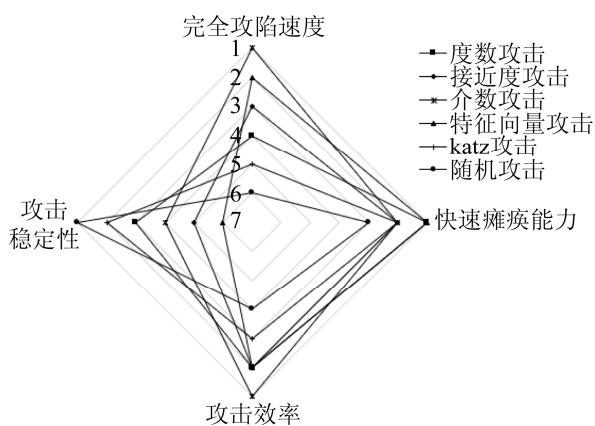 完全攻陷速度
1
2
3
4
5
6
7
度数攻击
接近度攻击
介数攻击
特征向量攻击
katz攻击
随机攻击
攻击
稳定性
快速瘫痪能力
攻击效率